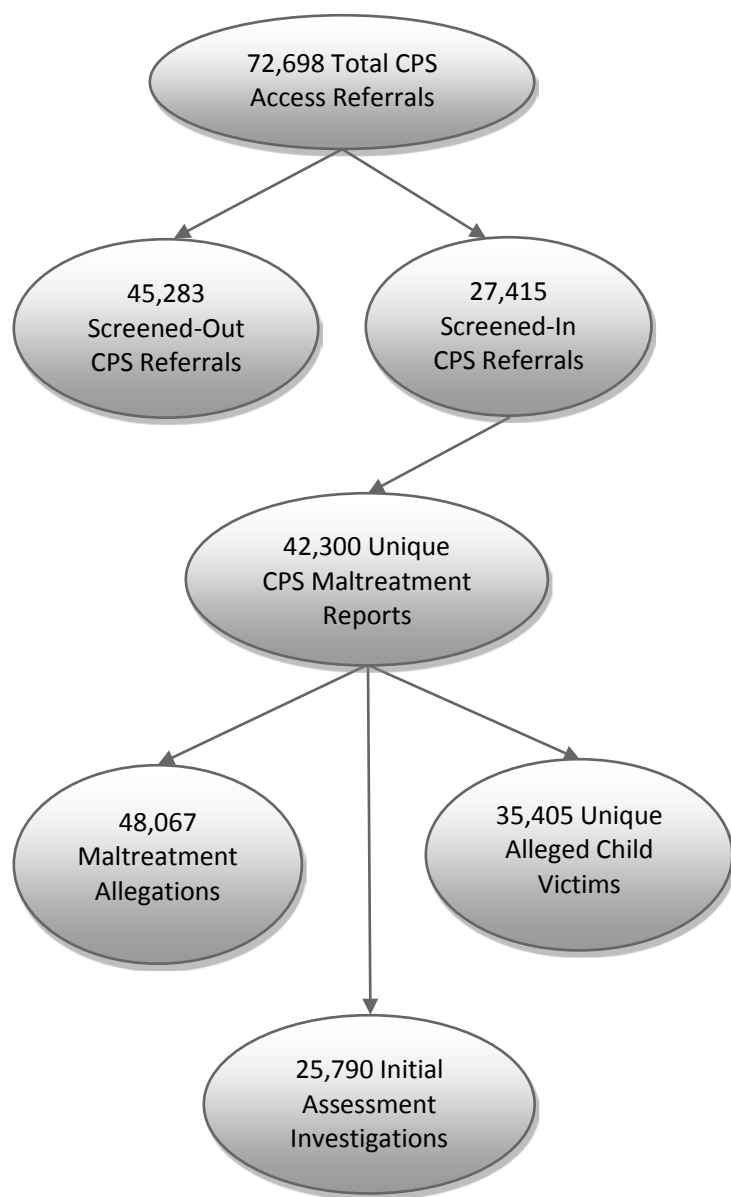 72,698 Total CPS
Access Referrals
45,283
Screened-Out
CPS Referrals
27,415
Screened-In
CPS Referrals
42,300 Unique
CPS Maltreatment
Reports
48,067
Maltreatment
Allegations
35,405 Unique
Alleged Child
Victims
25,790 Initial
Assessment
Investigations